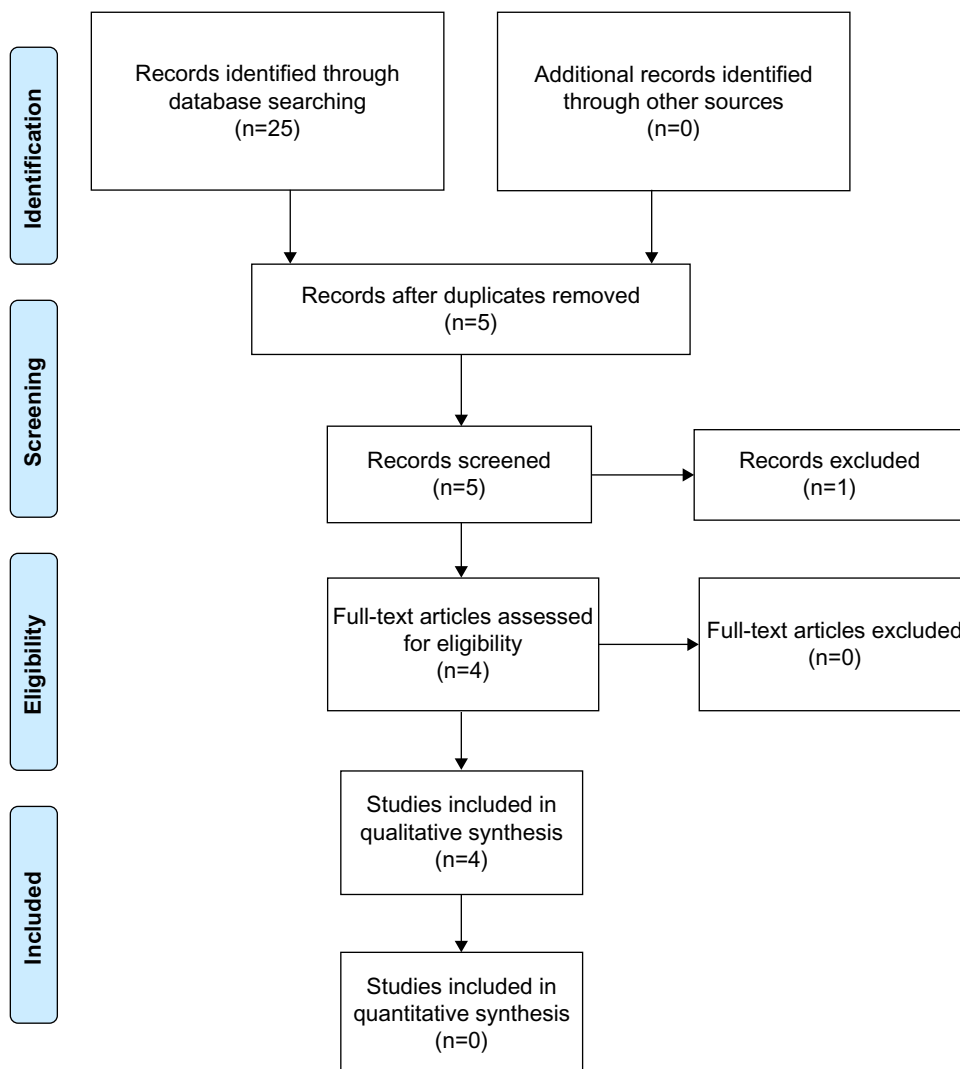 Identification
Records identified through
database searching
(n=25)
Additional records identified
through other sources
(n=0)
Records after duplicates removed
(n=5)
Screening
Records screened
(n=5)
Records excluded
(n=1)
Eligibility
Full-text articles assessed
for eligibility
(n=4)
Full-text articles excluded
(n=0)
Included
Studies included in
qualitative synthesis
(n=4)
Studies included in
quantitative synthesis
(n=0)